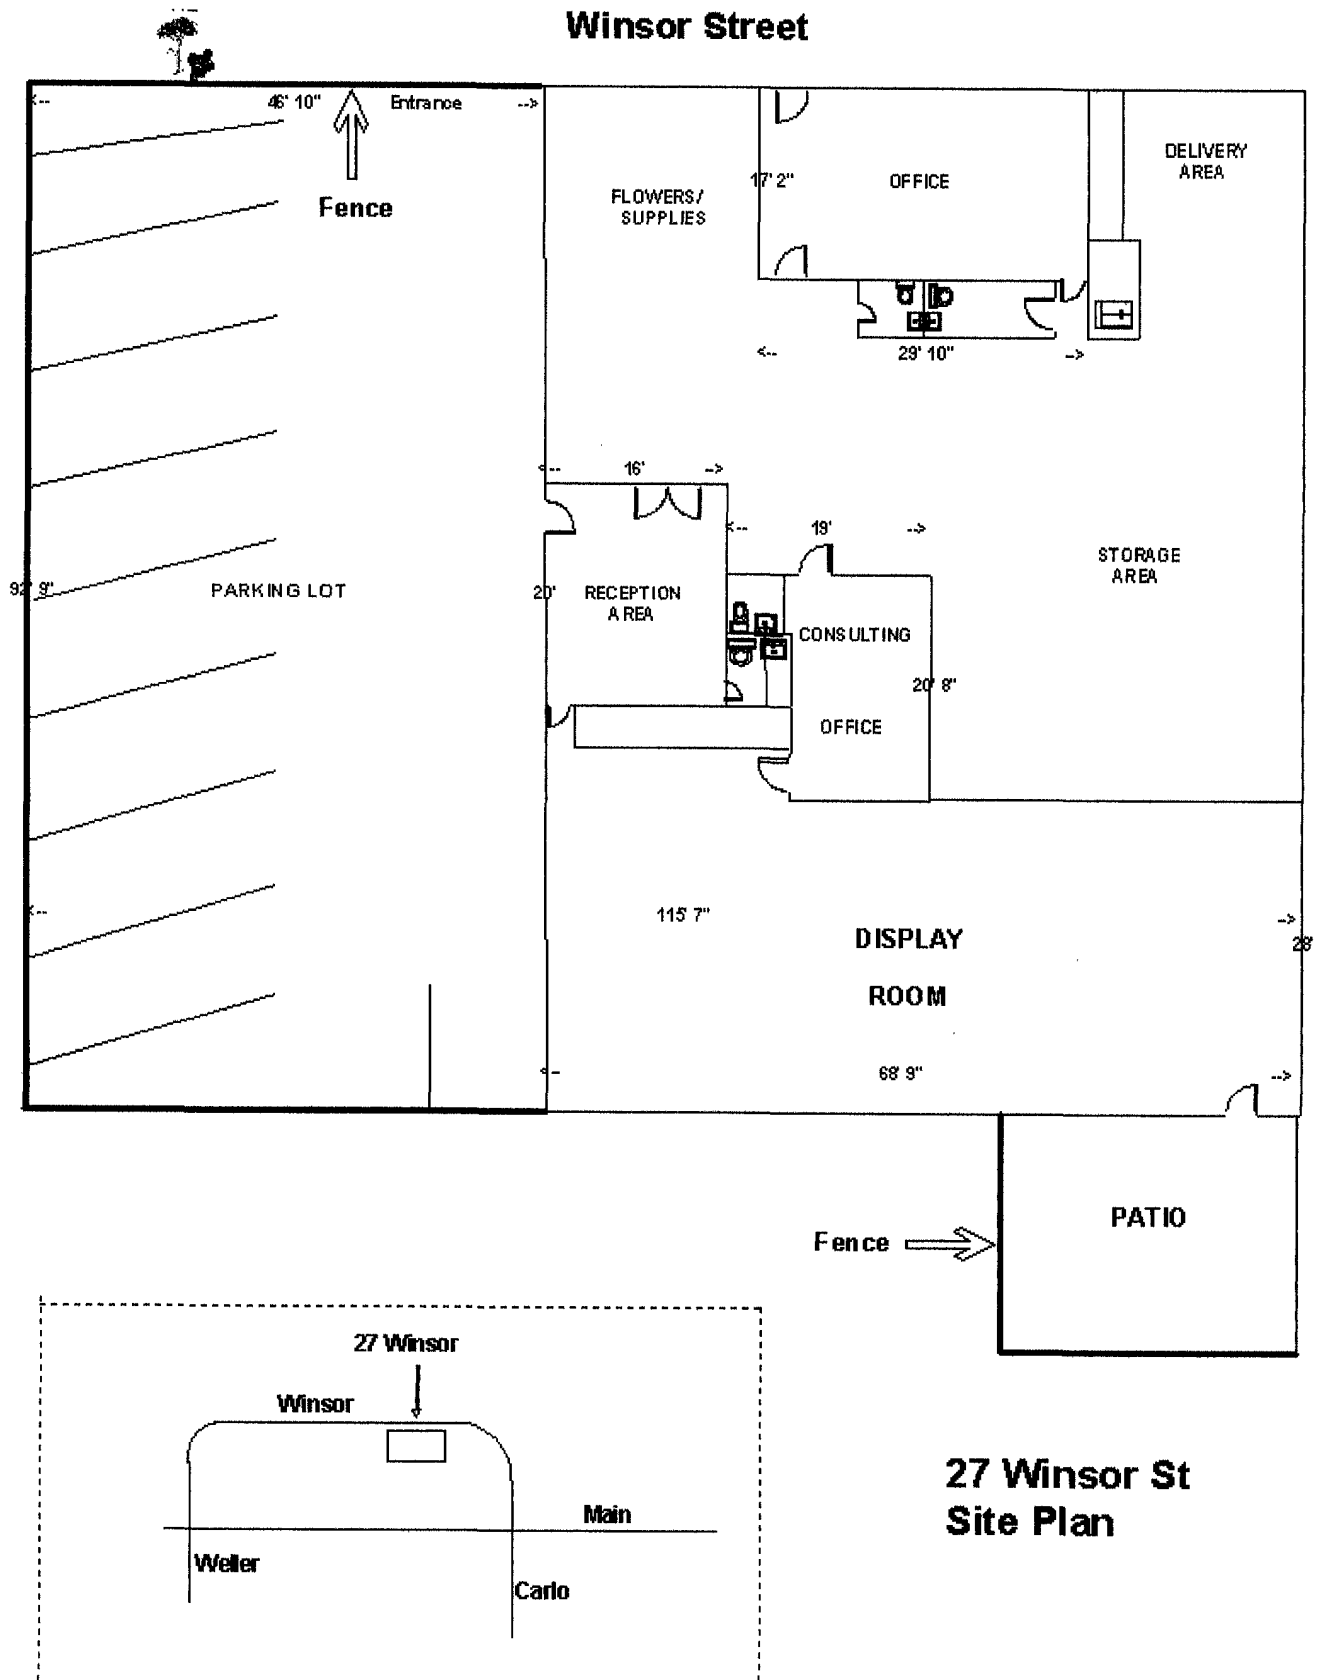 Winsor Street
<-- 46' 10" Entrance -->
Fence
FLOWERS/
SUPPLIES
17' 2"
OFFICE
DELIVERY
AREA
<-- 29' 10" -->
<-- 16' -->
<-- 19' -->
STORAGE
AREA
92' 9"
PARKING LOT
20'
RECEPTION
AREA
CONSULTING
OFFICE
20' 8"
<-- 115' 7" -->
DISPLAY
ROOM
28'
<-- 68' 9" -->
PATIO
Fence
27 Winsor
Winsor
Main
Weller
Carlo
27 Winsor St
Site Plan